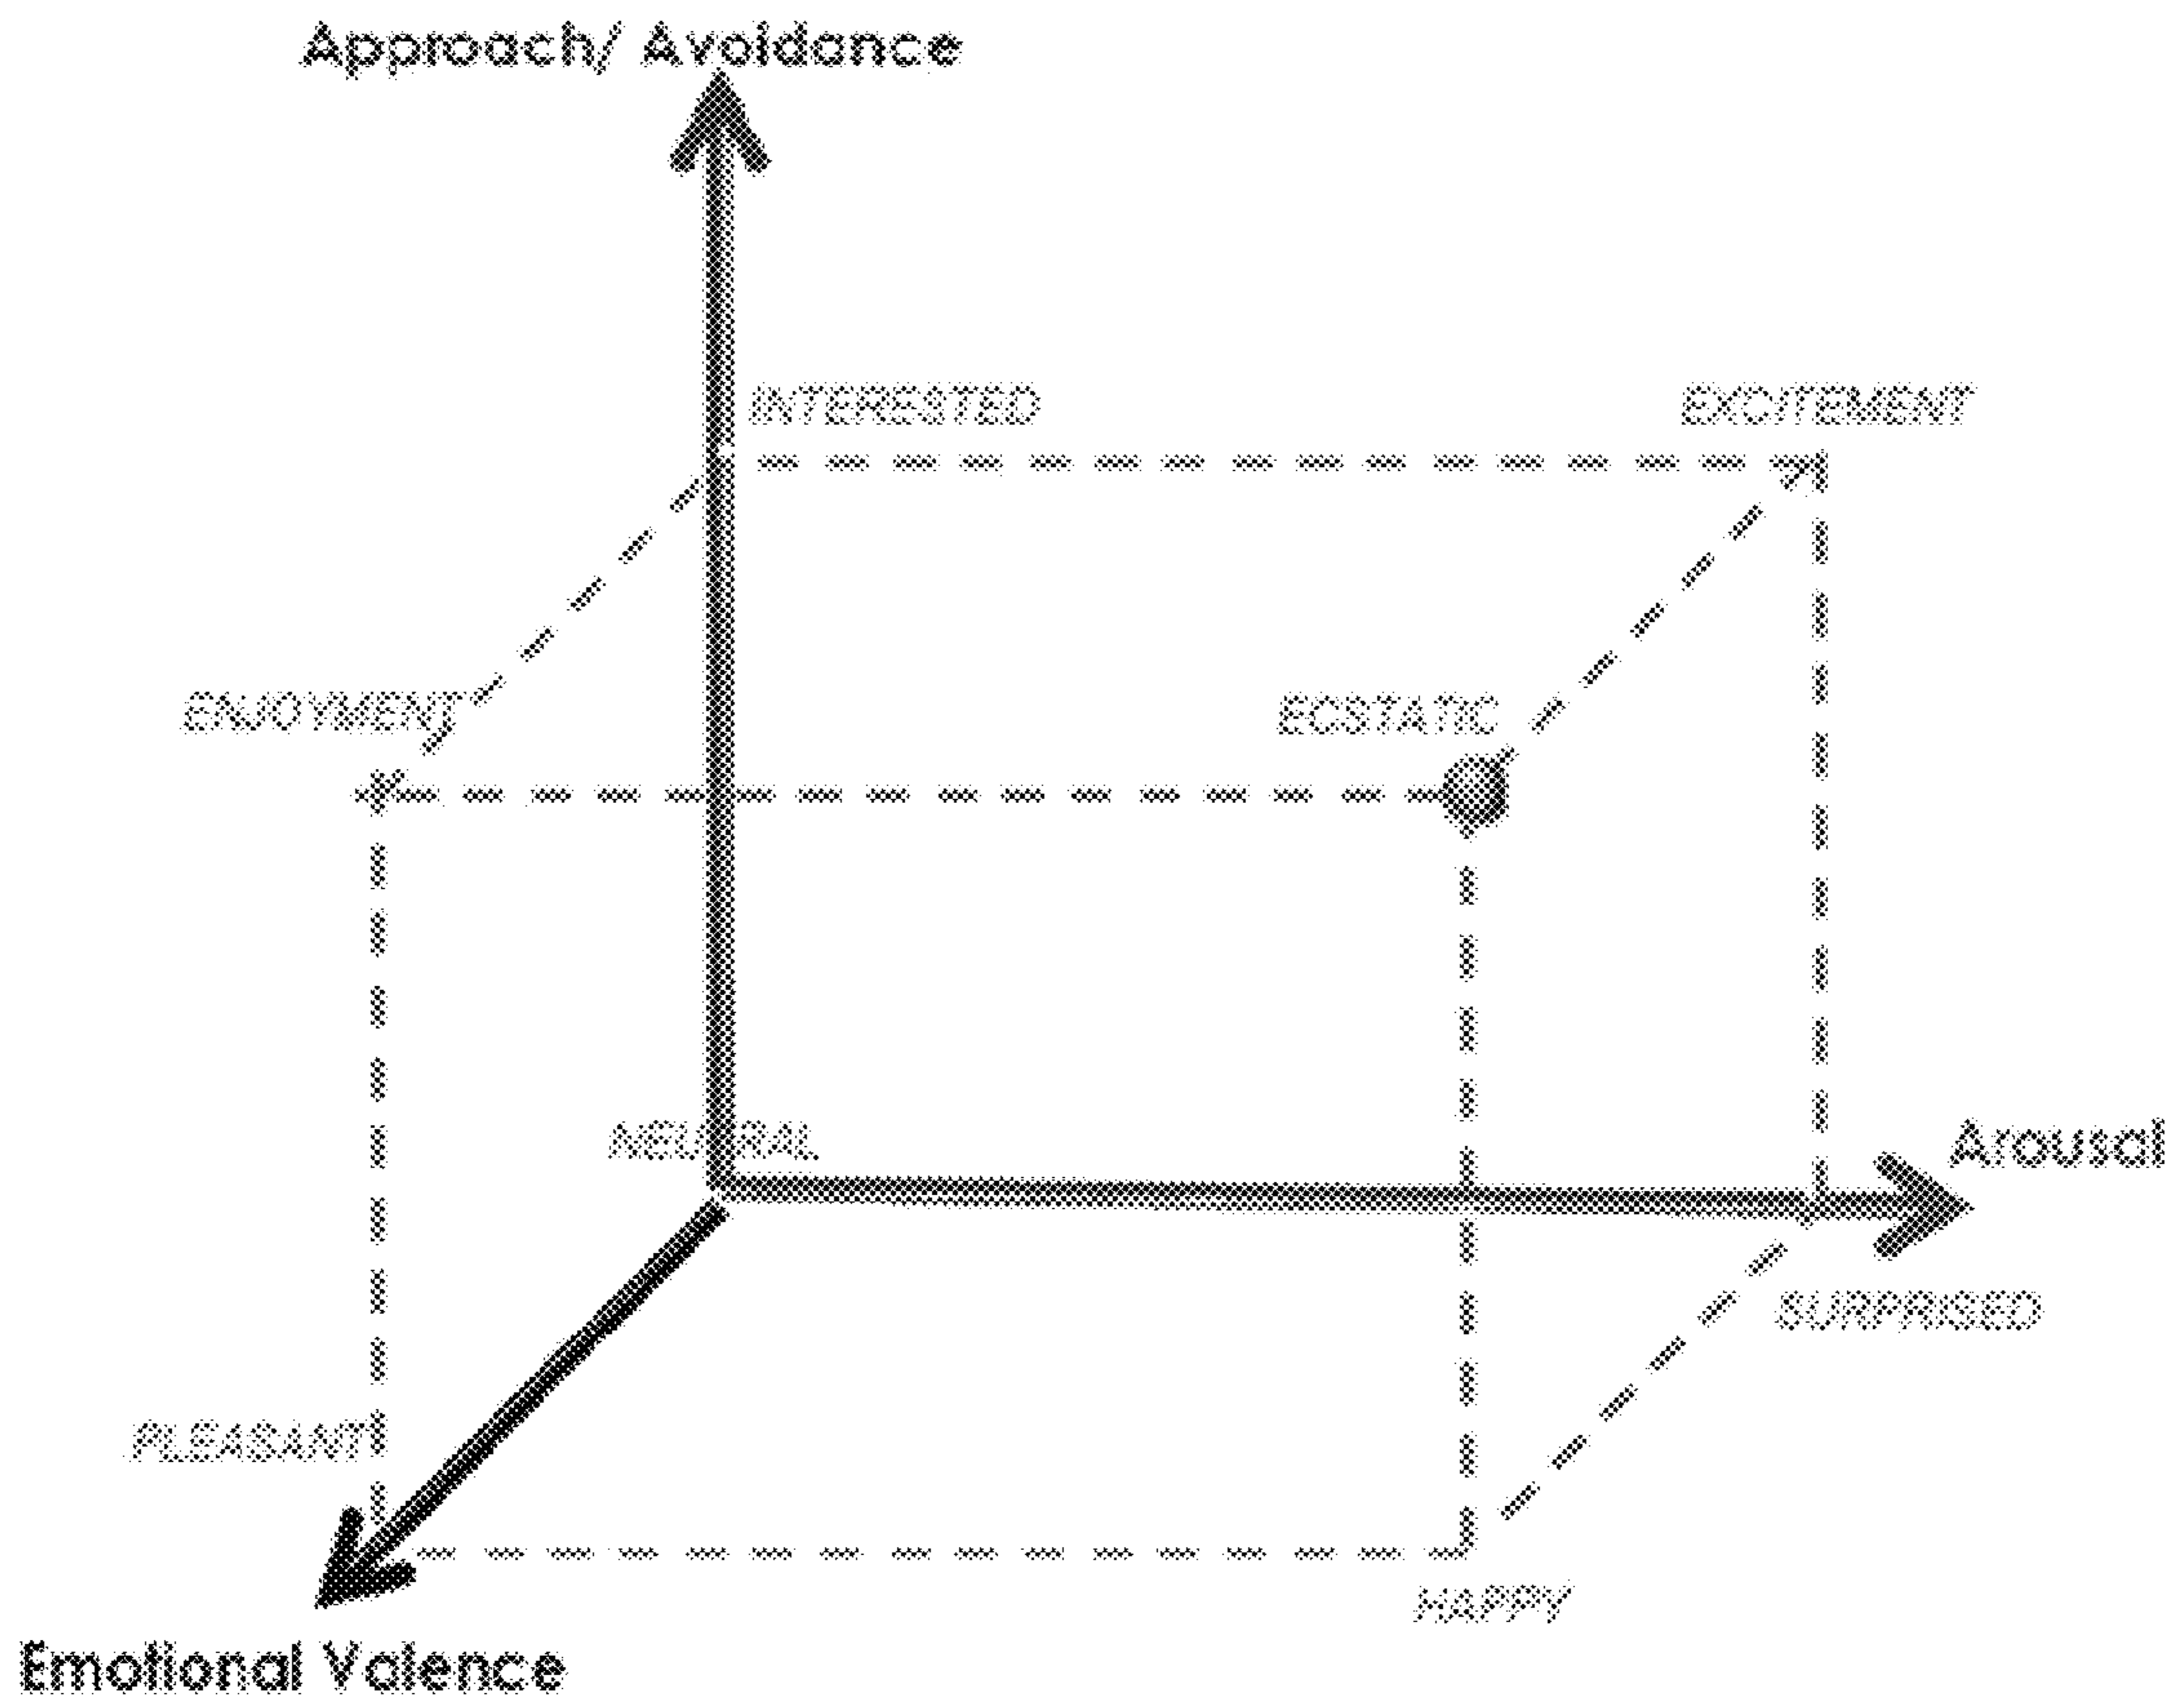 Approach/ Avoidance
INTERESTED
EXCITEMENT
ENJOYMENT
ECSTATIC
NEUTRAL
Arousal
SURPRISED
PLEASANT
HAPPY
Emotional Valence